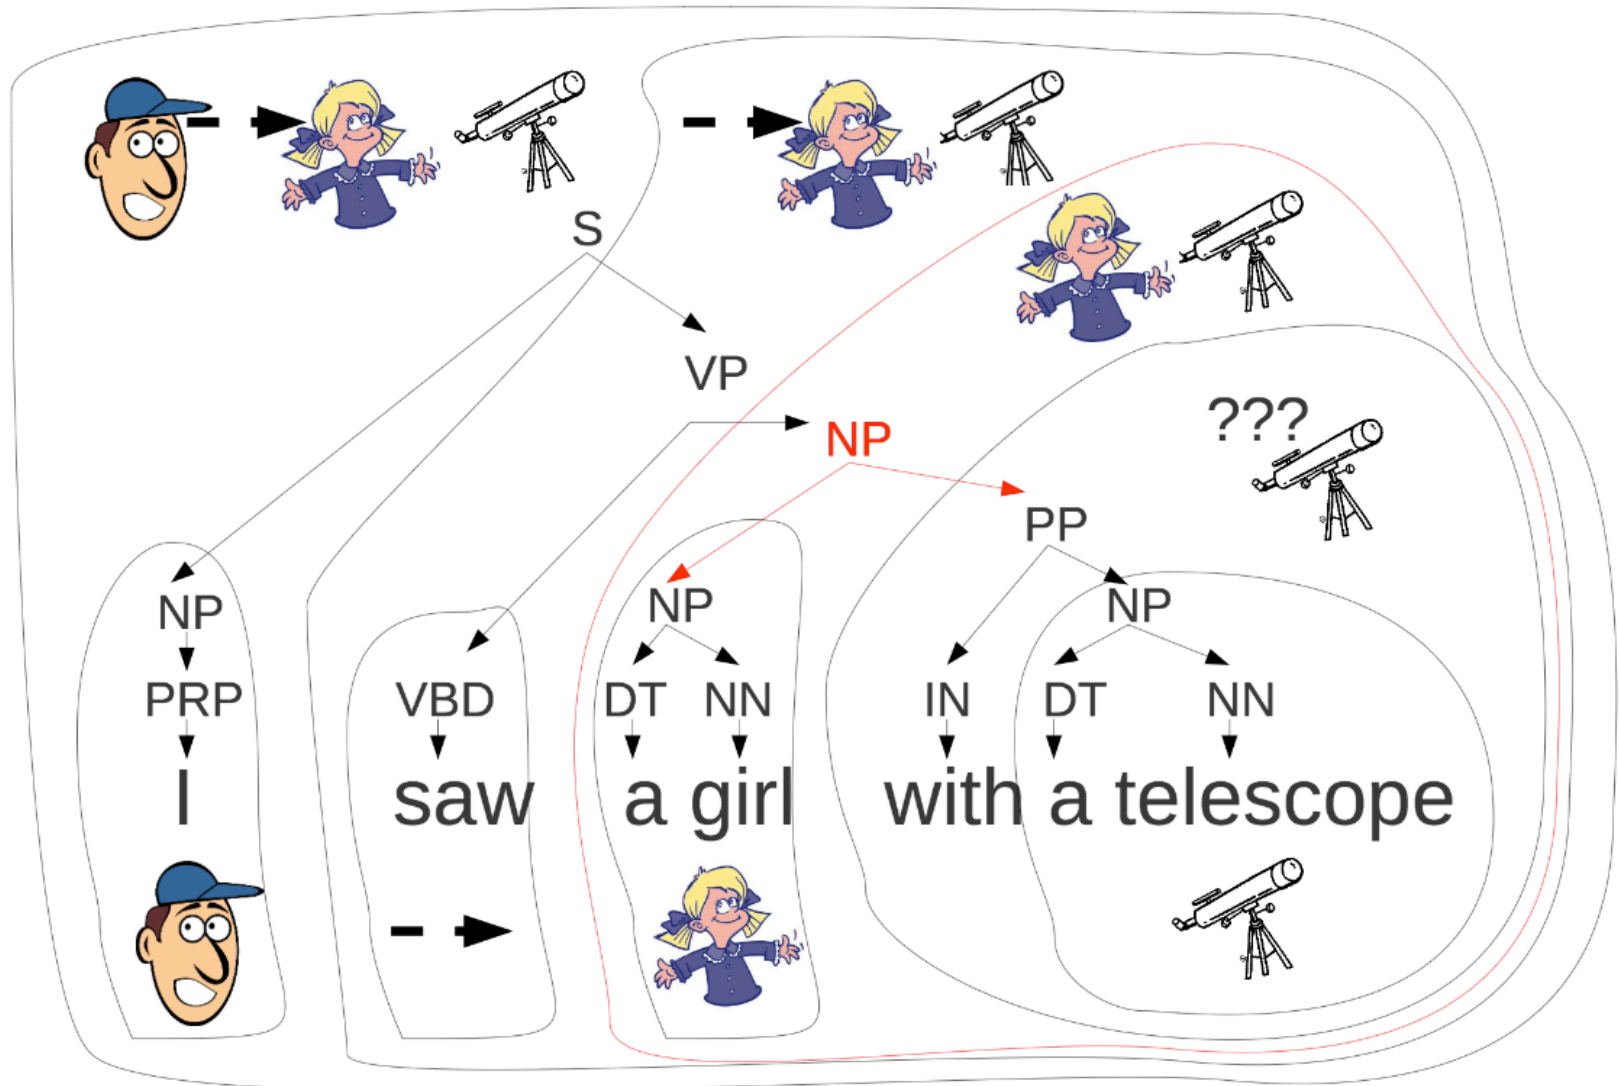 S
VP
NP
???
PP
NP NP NP
PRP VBD DT NN IN DT NN
I saw a girl with a telescope